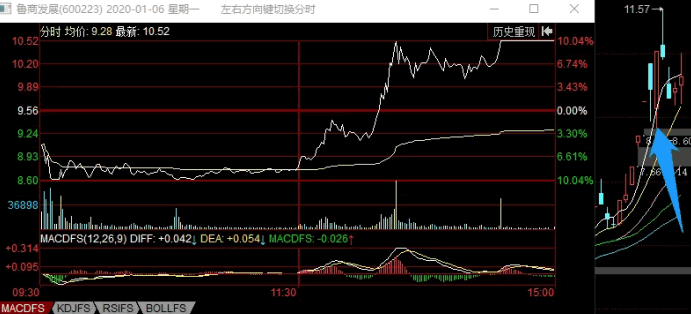 鲁商发展(600223) 2020-01-06 星期一 左右方向键切换分时
分时 均价: 9.28 最新: 10.52
历史重现
10.52 10.04%
10.20 6.74%
9.89 3.43%
9.56 0.00%
9.24 3.30%
8.93 6.61%
8.60 10.04%
36898
MACDFS(12,26,9) DIFF: +0.042↓ DEA: +0.054↓ MACDFS: -0.026↑
+0.314
+0.095
09:30 11:30 15:00
MACDFS KDJFS RSIFS BOLLFS
11.57→
8.60